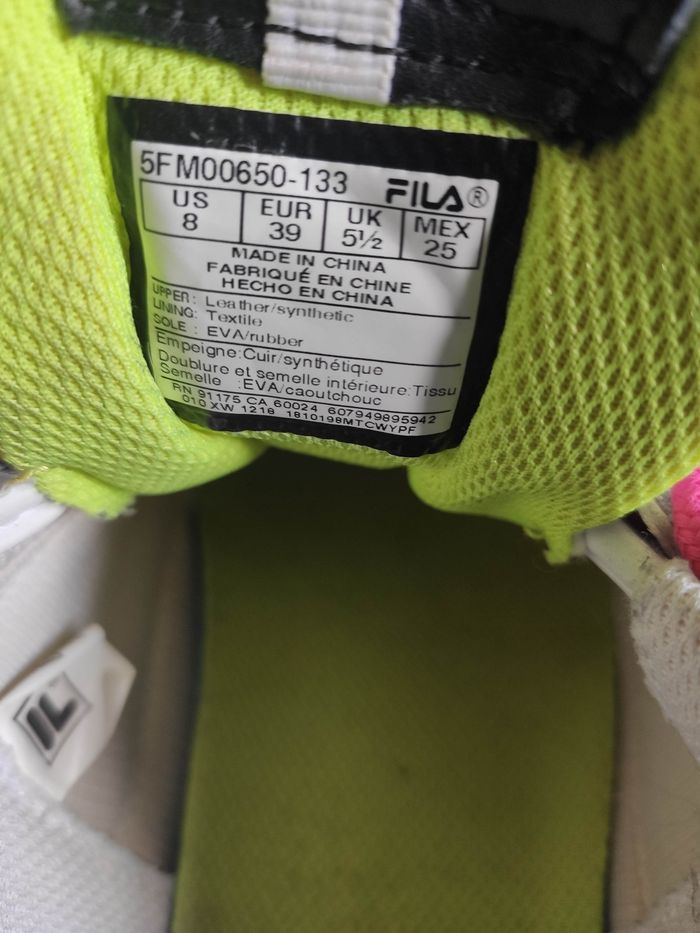 5FM00650-133 FILA®
US EUR UK MEX
8 39 5½ 25
MADE IN CHINA
FABRIQUÉ EN CHINE
HECHO EN CHINA
UPPER: Leather/synthetic
LINING: Textile
SOLE: EVA/rubber
Empeigne:Cuir/synthétique
Doublure et semelle intérieure:Tissu
Semelle :EVA/caoutchouc
RN 91175 CA 60024 607949895942
010 XW 1218 1810198MTCWYPF